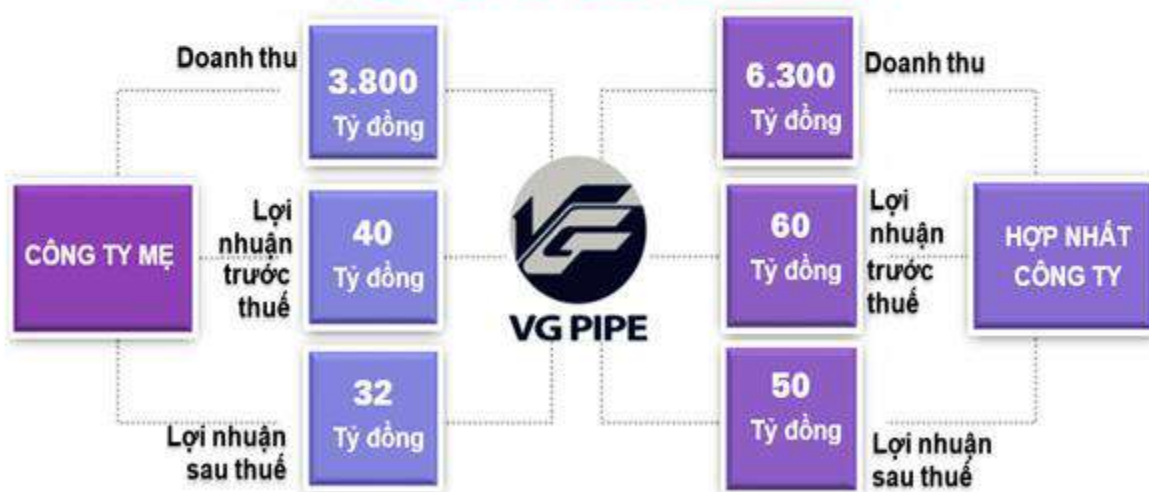 Doanh thu
3.800
Tỷ đồng
CÔNG TY MẸ
Lợi
nhuận
trước
thuế
40
Tỷ đồng
Lợi nhuận
sau thuế
32
Tỷ đồng
VG PIPE
6.300
Tỷ đồng
Doanh thu
60
Tỷ đồng
Lợi
nhuận
trước
thuế
HỢP NHẤT
CÔNG TY
50
Tỷ đồng
Lợi nhuận
sau thuế